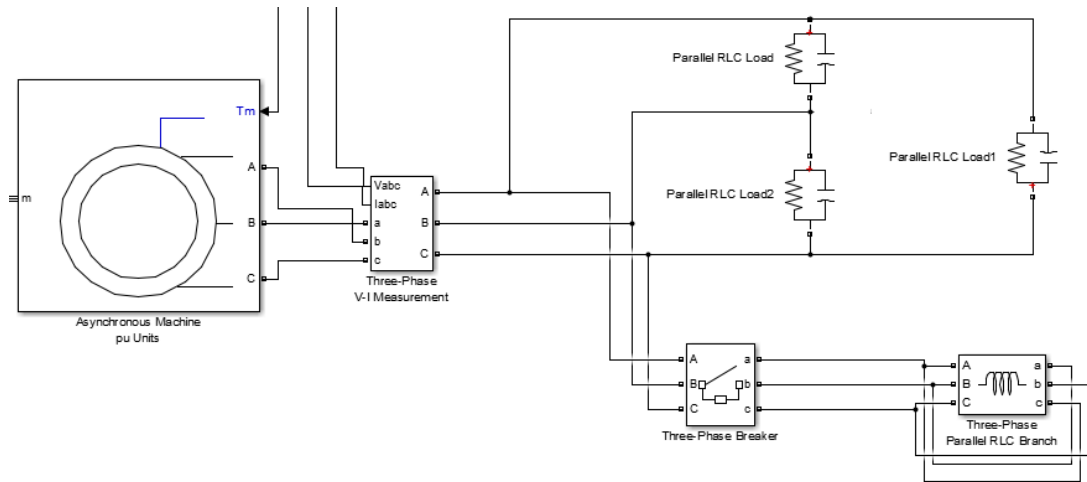 Parallel RLC Load
Tm
A
B
C
m
Asynchronous Machine
pu Units
Vabc
Iabc
a
b
c
A
B
C
Three-Phase
V-I Measurement
Parallel RLC Load2
Parallel RLC Load1
A
B
C
a
b
c
Three-Phase Breaker
A
B
C
a
b
c
Three-Phase
Parallel RLC Branch